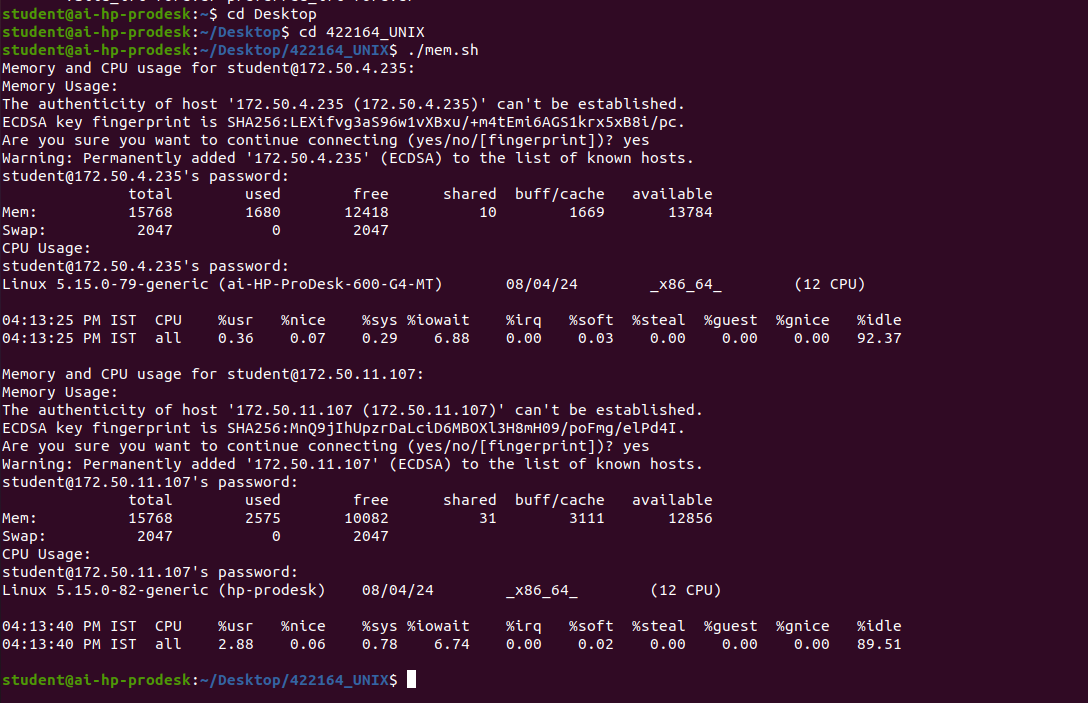 student@ai-hp-prodesk:~$ cd Desktop
student@ai-hp-prodesk:~/Desktop$ cd 422164_UNIX
student@ai-hp-prodesk:~/Desktop/422164_UNIX$ ./mem.sh
Memory and CPU usage for student@172.50.4.235:
Memory Usage:
The authenticity of host '172.50.4.235 (172.50.4.235)' can't be established.
ECDSA key fingerprint is SHA256:LEXifvg3aS96w1vXBxu/+m4tEmi6AGS1krx5xB8i/pc.
Are you sure you want to continue connecting (yes/no/[fingerprint])? yes
Warning: Permanently added '172.50.4.235' (ECDSA) to the list of known hosts.
student@172.50.4.235's password:
              total        used        free      shared  buff/cache   available
Mem:          15768        1680       12418          10        1669       13784
Swap:          2047           0        2047
CPU Usage:
student@172.50.4.235's password:
Linux 5.15.0-79-generic (ai-HP-ProDesk-600-G4-MT)       08/04/24        _x86_64_        (12 CPU)
04:13:25 PM IST  CPU    %usr   %nice    %sys %iowait    %irq   %soft  %steal  %guest  %gnice   %idle
04:13:25 PM IST  all    0.36    0.07    0.29    6.88    0.00    0.03    0.00    0.00    0.00   92.37
Memory and CPU usage for student@172.50.11.107:
Memory Usage:
The authenticity of host '172.50.11.107 (172.50.11.107)' can't be established.
ECDSA key fingerprint is SHA256:MnQ9jIhUpzrDaLciD6MBOXl3H8mH09/poFmg/elPd4I.
Are you sure you want to continue connecting (yes/no/[fingerprint])? yes
Warning: Permanently added '172.50.11.107' (ECDSA) to the list of known hosts.
student@172.50.11.107's password:
              total        used        free      shared  buff/cache   available
Mem:          15768        2575       10082          31        3111       12856
Swap:          2047           0        2047
CPU Usage:
student@172.50.11.107's password:
Linux 5.15.0-82-generic (hp-prodesk)    08/04/24        _x86_64_        (12 CPU)
04:13:40 PM IST  CPU    %usr   %nice    %sys %iowait    %irq   %soft  %steal  %guest  %gnice   %idle
04:13:40 PM IST  all    2.88    0.06    0.78    6.74    0.00    0.02    0.00    0.00    0.00   89.51
student@ai-hp-prodesk:~/Desktop/422164_UNIX$